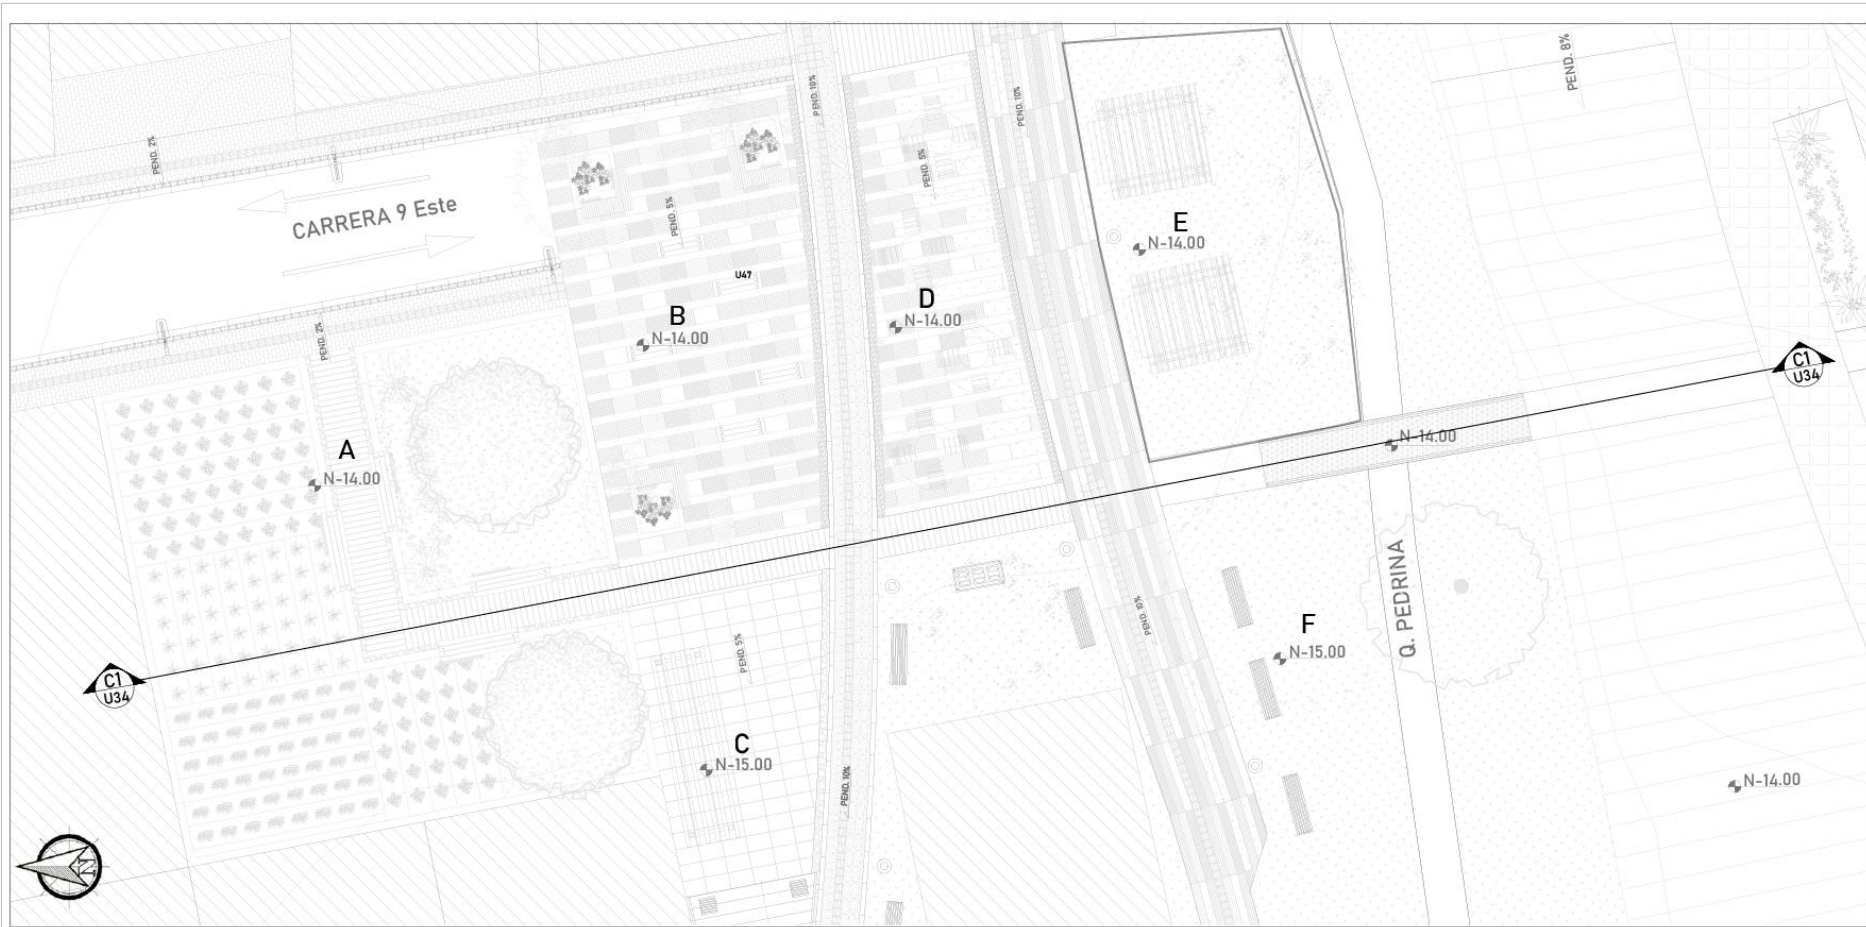 PEND. 8%
PEND. 10%
PEND. 10%
PEND. 2%
PEND. 5%
CARRERA 9 Este
PEND. 5%
E
N-14.00
U47
D
N-14.00
B
N-14.00
PEND. 2%
C1
U34
N-14.00
A
N-14.00
Q. PEDRINA
PEND. 10%
F
N-15.00
PEND. 5%
C1
U34
C
N-15.00
PEND. 10%
N-14.00
N